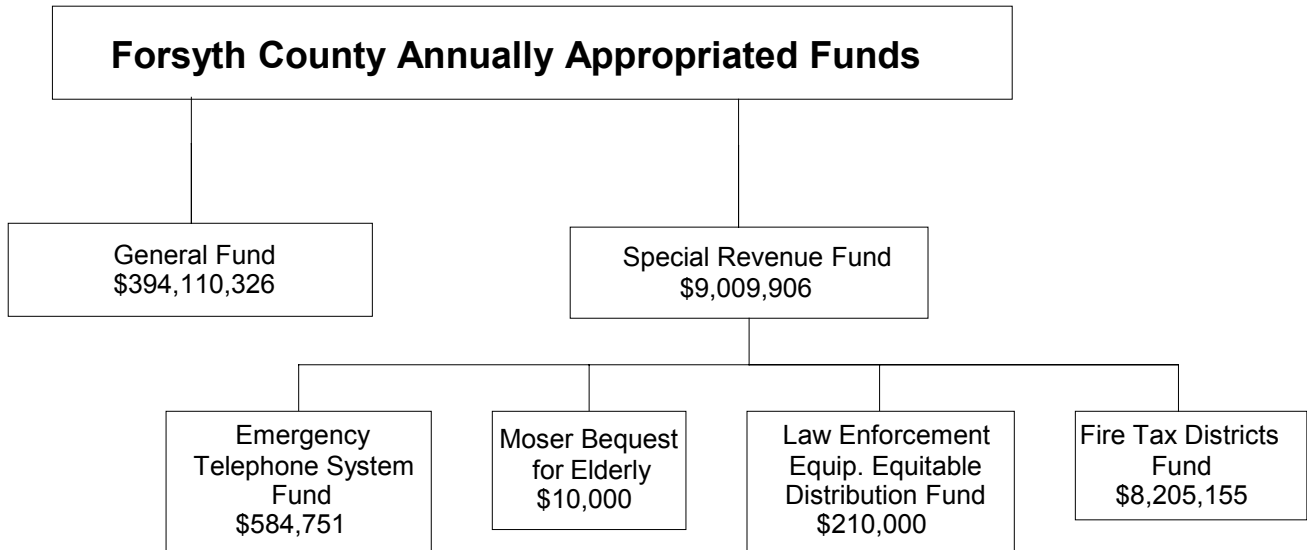 Forsyth County Annually Appropriated Funds
General Fund
$394,110,326
Special Revenue Fund
$9,009,906
Emergency
Telephone System
Fund
$584,751
Moser Bequest
for Elderly
$10,000
Law Enforcement
Equip. Equitable
Distribution Fund
$210,000
Fire Tax Districts
Fund
$8,205,155